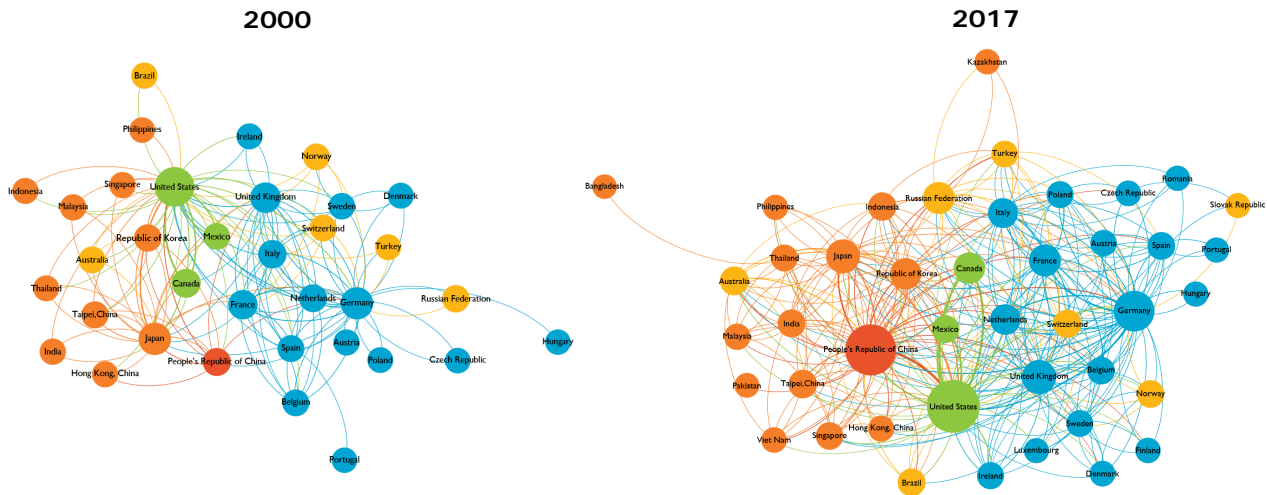 2000
Brazil
Philippines
Ireland
Norway
Indonesia
Singapore
United States
Malaysia
United Kingdom
Sweden
Denmark
Republic of Korea
Mexico
Switzerland
Australia
Italy
Turkey
Thailand
Canada
Taipei,China
France
Netherlands
Germany
Russian Federation
India
Japan
Hong Kong, China
People's Republic of China
Spain
Austria
Poland
Czech Republic
Hungary
Belgium
Portugal
2017
Kazakhstan
Turkey
Bangladesh
Philippines
Indonesia
Russian Federation
Italy
Poland
Czech Republic
Romania
Slovak Republic
Thailand
Japan
Republic of Korea
Canada
France
Austria
Spain
Portugal
Australia
Hungary
Malaysia
India
People's Republic of China
Mexico
Netherlands
Switzerland
Germany
Pakistan
Taipei,China
United Kingdom
Belgium
United States
Norway
Viet Nam
Singapore
Hong Kong, China
Sweden
Luxembourg
Finland
Brazil
Ireland
Denmark